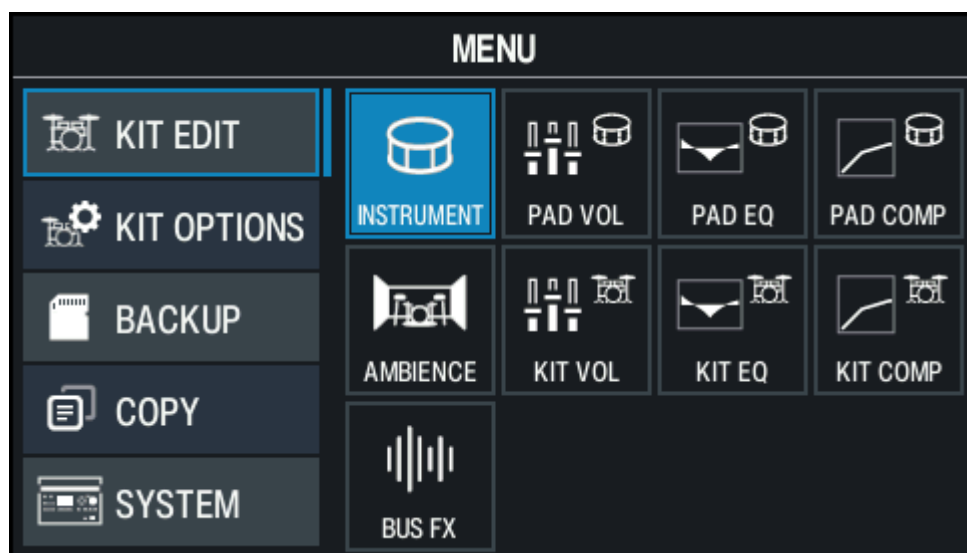 MENU
KIT EDIT
KIT OPTIONS
BACKUP
COPY
SYSTEM
INSTRUMENT
PAD VOL
PAD EQ
PAD COMP
AMBIENCE
KIT VOL
KIT EQ
KIT COMP
BUS FX